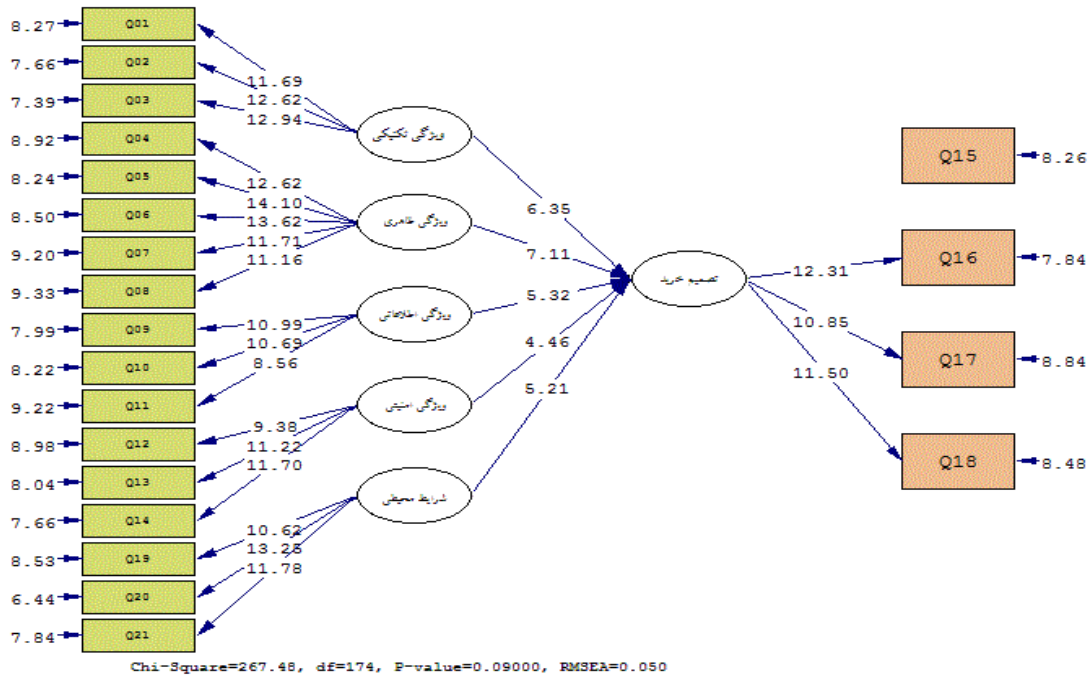 8.27 Q01
7.66 Q02
7.39 Q03
8.92 Q04
8.24 Q05
8.50 Q06
9.20 Q07
9.33 Q08
7.99 Q09
8.22 Q10
9.22 Q11
8.98 Q12
8.04 Q13
7.66 Q14
8.53 Q19
6.44 Q20
7.84 Q21
11.69
12.62
12.94
12.62
14.10
13.62
11.71
11.16
10.99
10.69
8.56
9.38
11.22
11.70
10.62
13.25
11.78
ویژگی تکنیکی
ویژگی ظاهری
ویژگی اطلاعاتی
ویژگی امنیتی
شرایط محیطی
6.35
7.11
5.32
4.46
5.21
تصمیم خرید
12.31
10.85
11.50
Q15 8.26
Q16 7.84
Q17 8.84
Q18 8.48
Chi-Square=267.48, df=174, P-value=0.09000, RMSEA=0.050